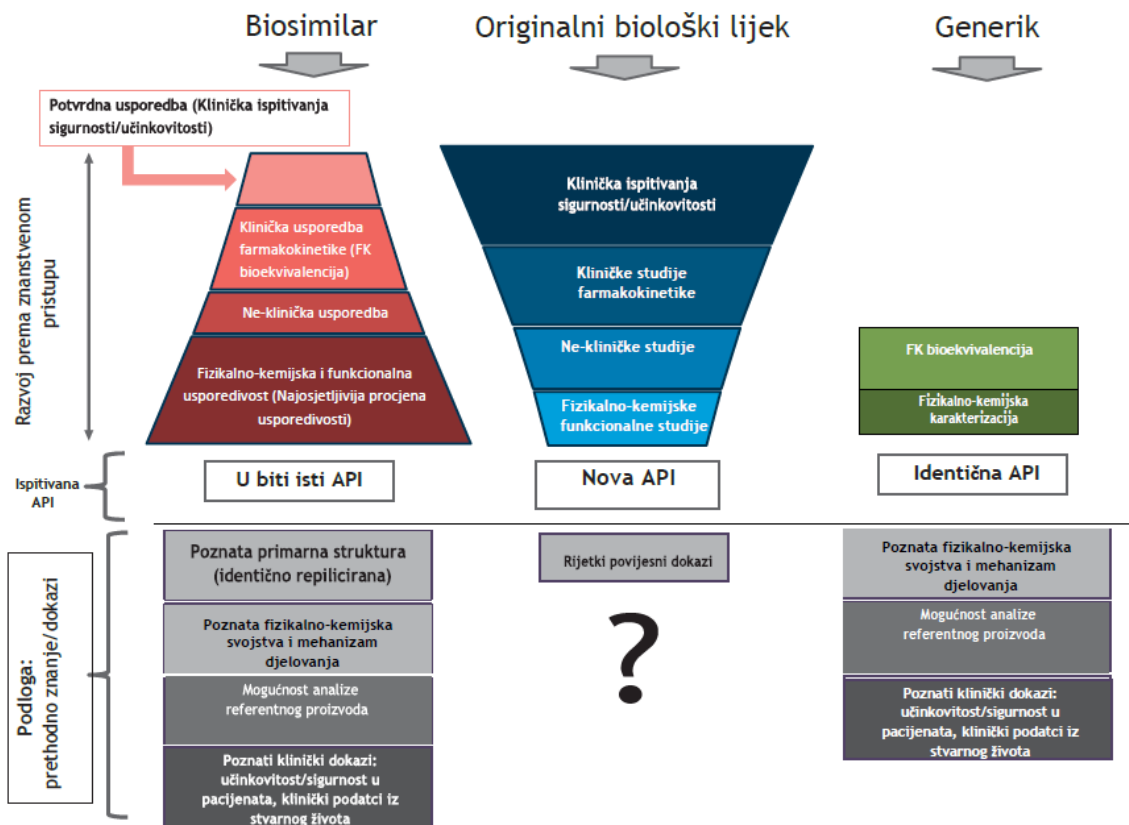 Biosimilar
Originalni biološki lijek
Generik
Potvrdna usporedba (Klinička ispitivanja
sigurnosti/učinkovitosti)
Razvoj prema znanstvenom
pristupu
Klinička usporedba
farmakokinetike (FK
bioekvivalencija)
Ne-klinička usporedba
Fizikalno-kemijska i funkcionalna
usporedivost (Najosjetljivija procjena
usporedivosti)
Klinička ispitivanja
sigurnosti/učinkovitosti
Kliničke studije
farmakokinetike
Ne-kliničke studije
Fizikalno-kemijske
funkcionalne studije
FK bioekvivalencija
Fizikalno-kemijska
karakterizacija
Ispitivana
API
U biti isti API
Nova API
Identična API
Podloga:
prethodno znanje/dokazi
Poznata primarna struktura
(identično repilicirana)
Poznata fizikalno-kemijska
svojstva i mehanizam
djelovanja
Mogućnost analize
referentnog proizvoda
Poznati klinički dokazi:
učinkovitost/sigurnost u
pacijenata, klinički podatci iz
stvarnog života
Rijetki povijesni dokazi
?
Poznata fizikalno-kemijska
svojstva i mehanizam
djelovanja
Mogućnost analize
referentnog proizvoda
Poznati klinički dokazi:
učinkovitost/sigurnost u
pacijenata, klinički podatci iz
stvarnog života